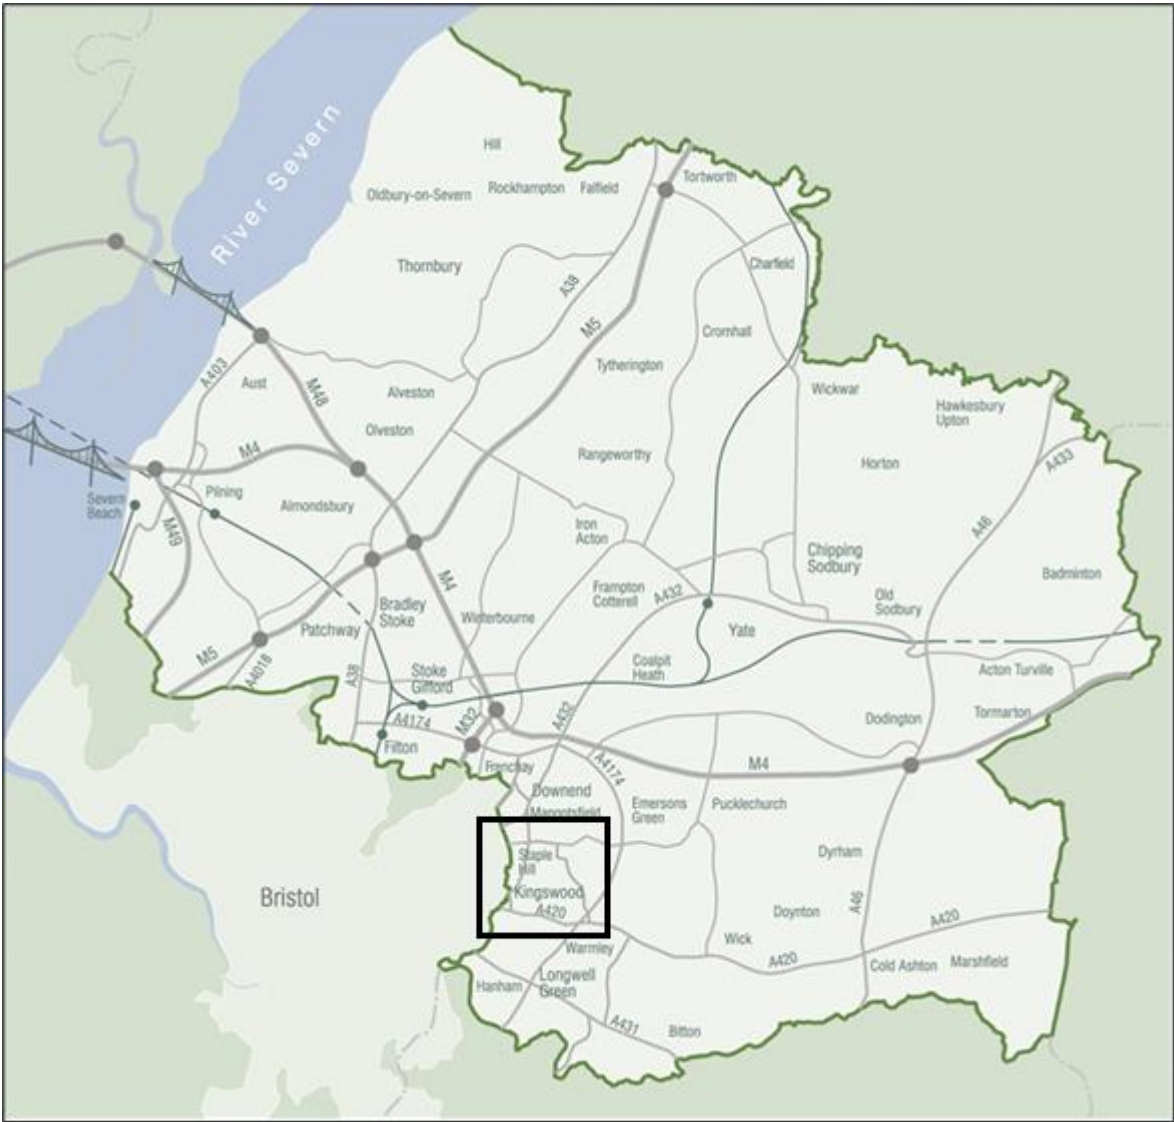 River Severn
Hill
Tortworth
Oldbury-on-Severn
Rockhampton
Falfield
Thornbury
Charfield
A38
M5
Cromhall
A403
Tytherington
Aust
M48
Alveston
Wickwar
Hawkesbury
Upton
Olveston
M4
Rangeworthy
Horton
A433
Severn
Beach
Pilning
Almondsbury
M49
Iron
Acton
A46
Chipping
Sodbury
M4
Frampton
Cotterell
A432
Badminton
Old
Sodbury
Bradley
Stoke
Winterbourne
Patchway
Yate
M5
A4018
A38
Stoke
Gifford
Coalpit
Heath
Acton Turville
A4174
M32
A432
Dodington
Tormarton
Filton
Frenchay
A4174
M4
Downend
Mangotsfield
Emersons
Green
Pucklechurch
Staple
Hill
Dyrham
Kingswood
A420
Bristol
Doynton
A46
A420
Warmley
Wick
A420
Cold Ashton
Marshfield
Hanham
Longwell
Green
A431
Bitton